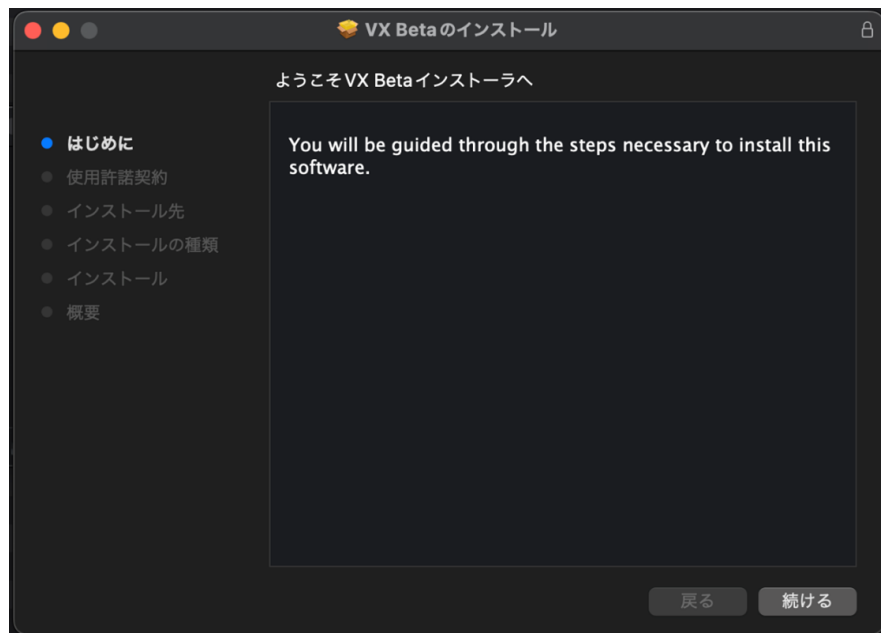 VX Betaのインストール
ようこそVX Betaインストーラへ
はじめに
使用許諾契約
インストール先
インストールの種類
インストール
概要
You will be guided through the steps necessary to install this
software.
戻る
続ける